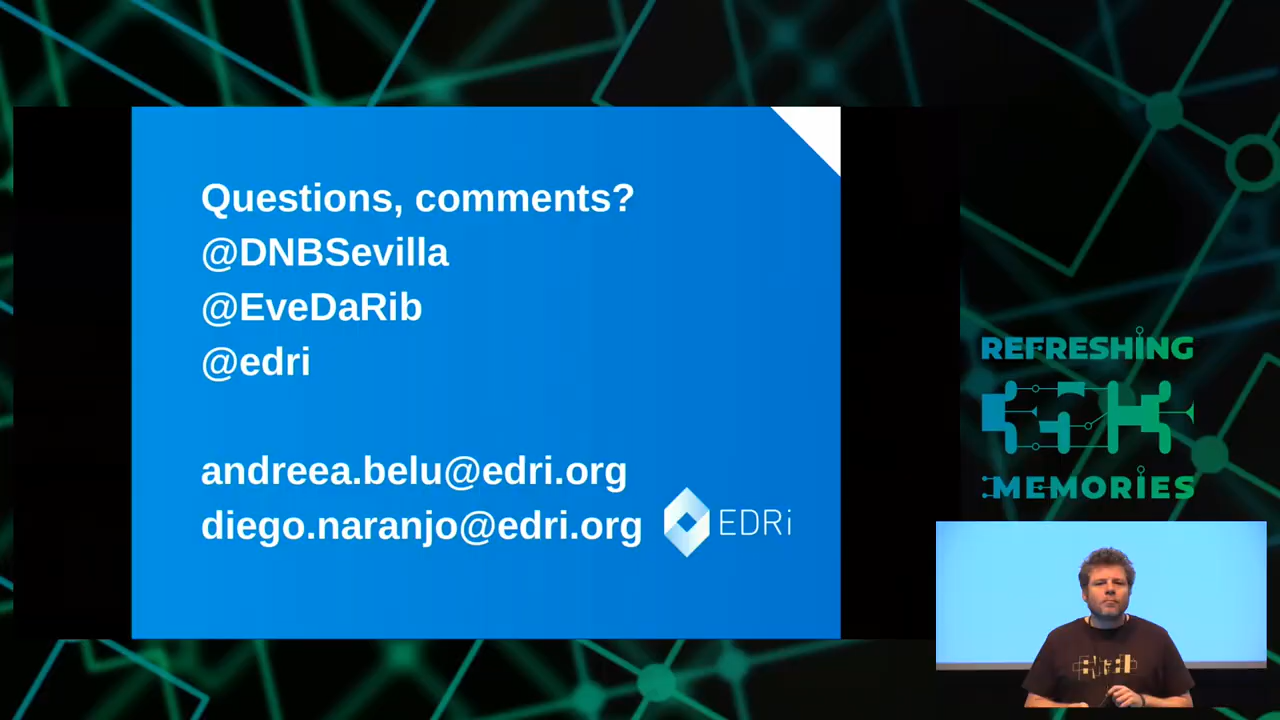 Questions, comments?
@DNBSevilla
@EveDaRib
@edri
andreea.belu@edri.org
diego.naranjo@edri.org
EDRi
REFRESHING
MEMORIES